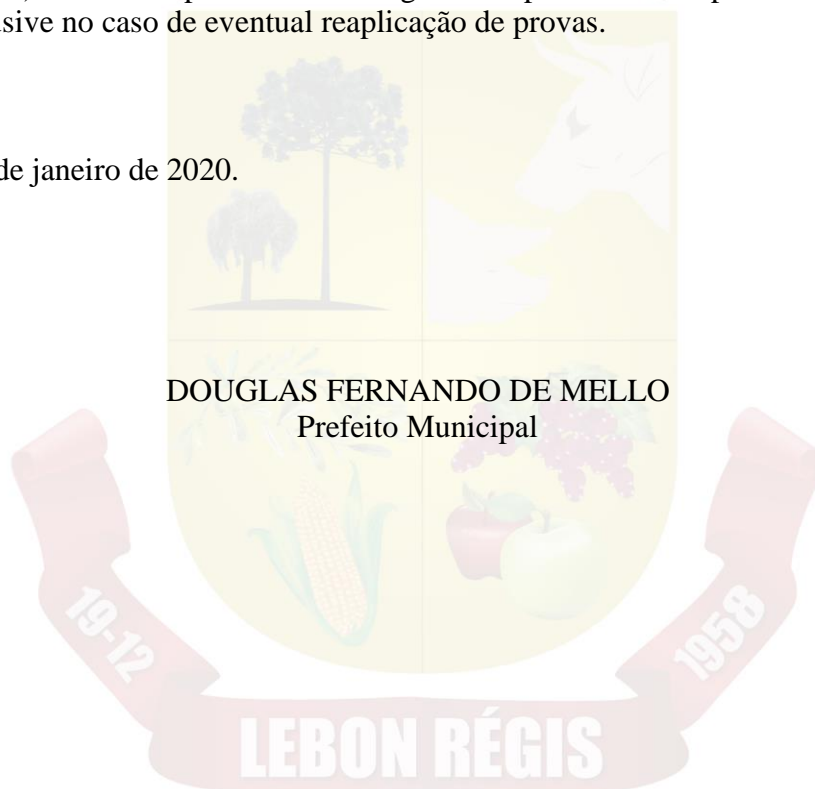 usive no caso de eventual reaplicação de provas.
de janeiro de 2020.
DOUGLAS FERNANDO DE MELLO
Prefeito Municipal
19-12
1958
LEBON RÉGIS